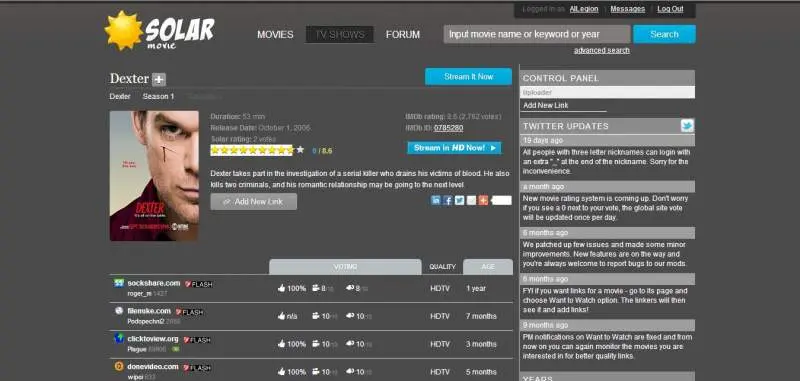 Logged in as AlLegion | Messages | Log Out
SOLAR
movie
MOVIES
TV SHOWS
FORUM
Input movie name or keyword or year
Search
advanced search
Dexter +
Stream It Now
Dexter Season 1
Duration: 53 min
Release Date: October 1, 2006
Solar rating: 2 votes
0 / 8.6
IMDb rating: 8.6 (2,762 votes)
IMDb ID: 0785280
Stream in HD Now!
Dexter takes part in the investigation of a serial killer who drains his victims of blood. He also
kills two criminals, and his romantic relationship may be going to the next level.
Add New Link
DEXTER
SHOWTIME
VOTING
QUALITY
AGE
sockshare.com FLASH
roger_m 1427
100% 8/10 8/10 HDTV 1 year
filenuke.com FLASH
Podopechni2
n/a 10/10 10/10 HDTV 7 months
clicktoview.org FLASH
Plague
100% 10/10 10/10 HDTV 3 months
donevideo.com FLASH
wipoi 633
100% 10/10 10/10 HDTV 5 months
CONTROL PANEL
Uploader
Add New Link
TWITTER UPDATES
19 days ago
All people with three letter nicknames can login with
an extra "_" at the end of the nickname. Sorry for the
inconvenience.
a month ago
New movie rating system is coming up. Don't worry
if you see a 0 next to your vote, the global site vote
will be updated once per day.
6 months ago
We patched up few issues and made some minor
improvements. New features are on the way and
you're always welcome to report bugs to our mods.
6 months ago
FYI if you want links for a movie - go to its page and
choose Want to Watch option. The linkers will then
see it and add links!
9 months ago
PM notifications on Want to Watch are fixed and from
now on you can again monitor the movies you are
interested in for better quality links.
YEARS